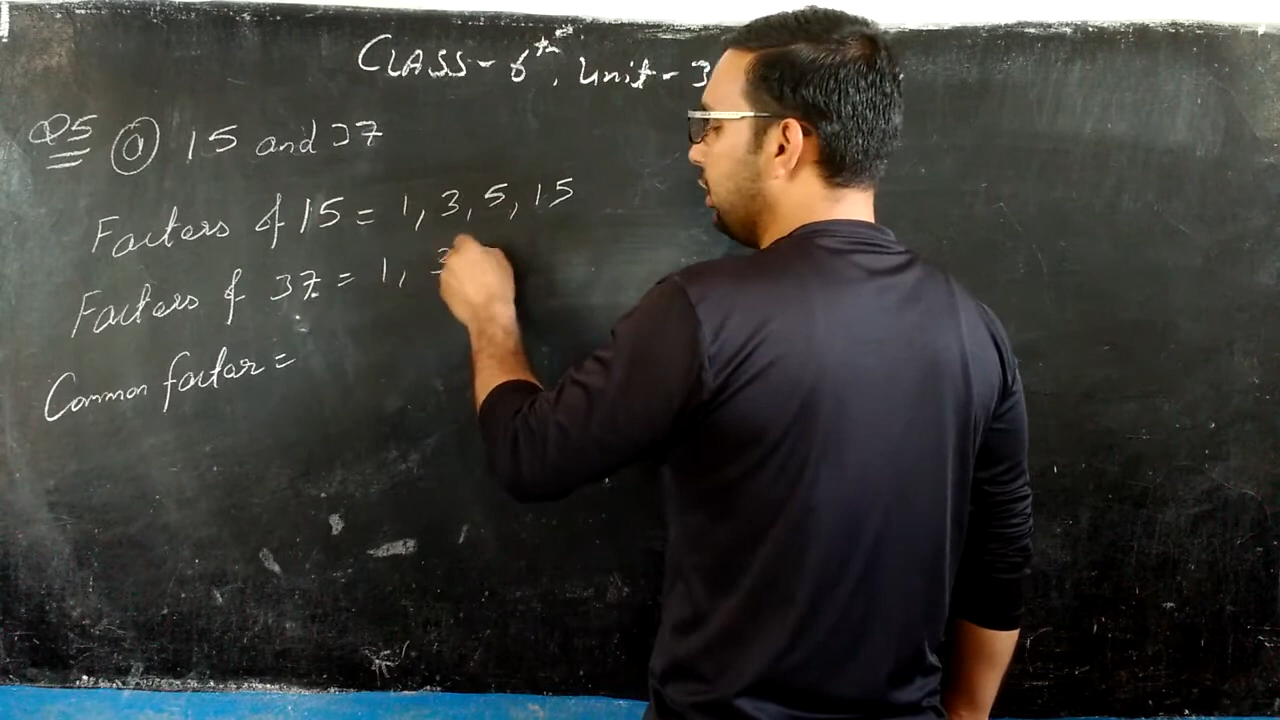 CLASS-6th, Unit-3
Q5 (a) 15 and 37
Factors of 15 = 1, 3, 5, 15
Factors of 37 = 1, 3
Common factor =